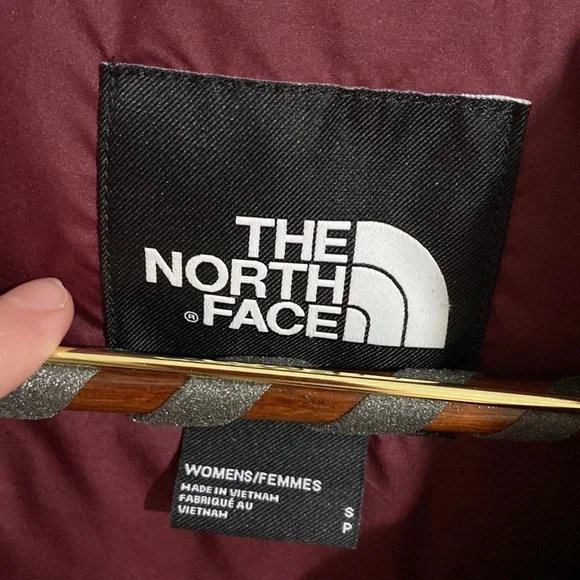 THE
NORTH
® FACE
WOMENS/FEMMES
MADE IN VIETNAM
FABRIQUÉ AU
VIETNAM
S
P